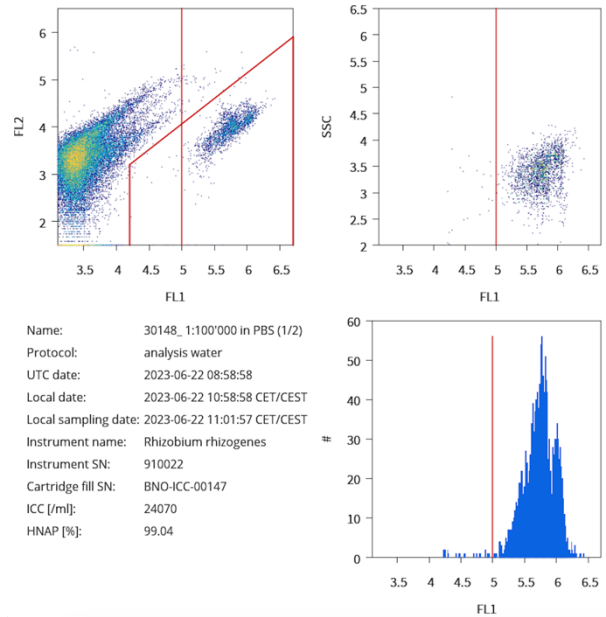 6
5
4
3
2
FL2
3.5 4 4.5 5 5.5 6 6.5
FL1
6.5
6
5.5
5
4.5
4
3.5
3
2.5
2
SSC
3.5 4 4.5 5 5.5 6 6.5
FL1
Name: 30148_ 1:100'000 in PBS (1/2)
Protocol: analysis water
UTC date: 2023-06-22 08:58:58
Local date: 2023-06-22 10:58:58 CET/CEST
Local sampling date: 2023-06-22 11:01:57 CET/CEST
Instrument name: Rhizobium rhizogenes
Instrument SN: 910022
Cartridge fill SN: BNO-ICC-00147
ICC [/ml]: 24070
HNAP [%]: 99.04
60
50
40
30
20
10
0
#
3.5 4 4.5 5 5.5 6 6.5
FL1